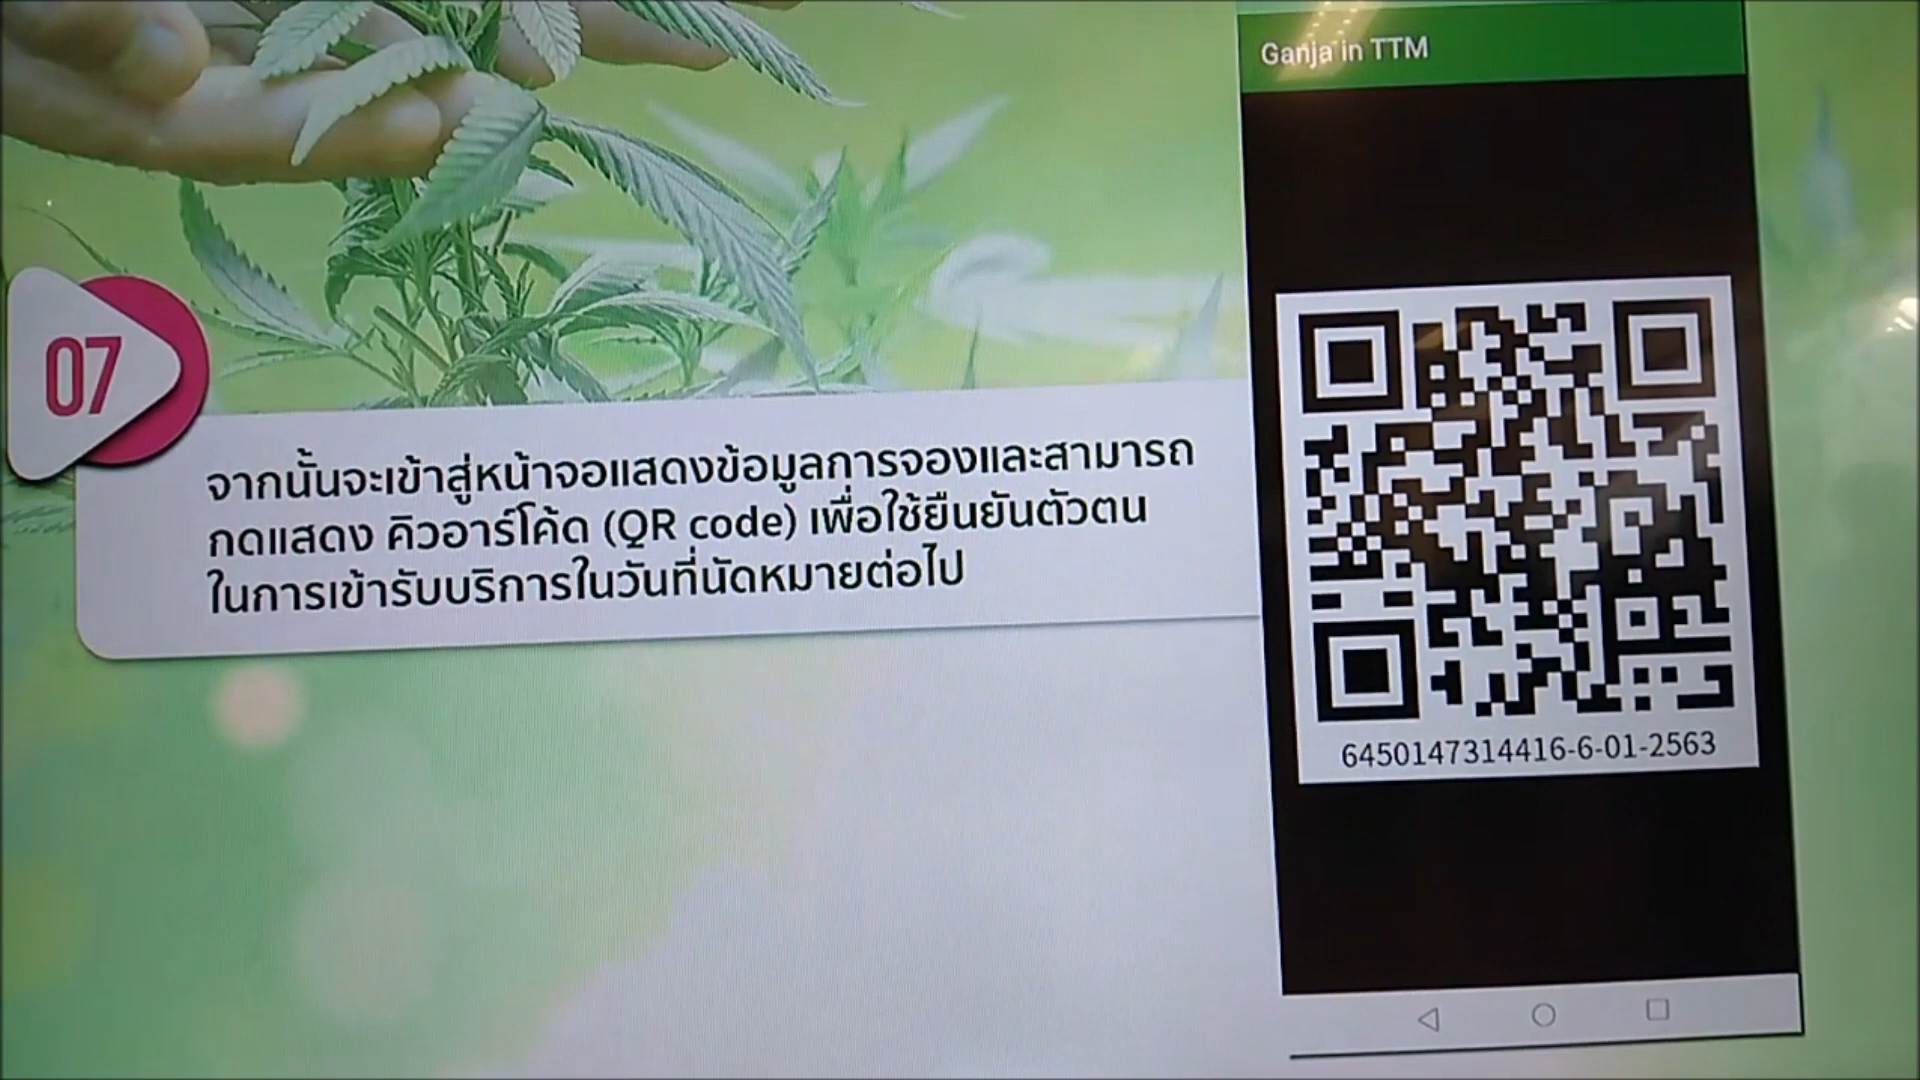 Ganja in TTM
07
จากนั้นจะเข้าสู่หน้าจอแสดงข้อมูลการจองและสามารถ
กดแสดง คิวอาร์โค้ด (QR code) เพื่อใช้ยืนยันตัวตน
ในการเข้ารับบริการในวันที่นัดหมายต่อไป
6450147314416-6-01-2563